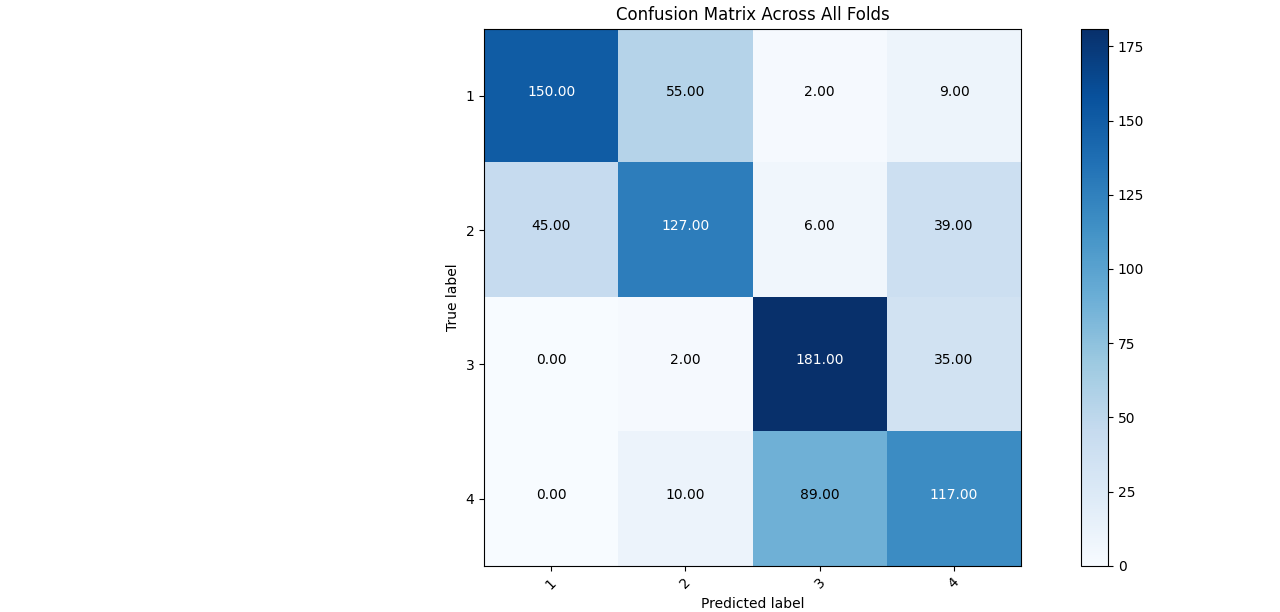 Confusion Matrix Across All Folds
True label
1
150.00 55.00 2.00 9.00
2
45.00 127.00 6.00 39.00
3
0.00 2.00 181.00 35.00
4
0.00 10.00 89.00 117.00
1 2 3 4
Predicted label
175
150
125
100
75
50
25
0